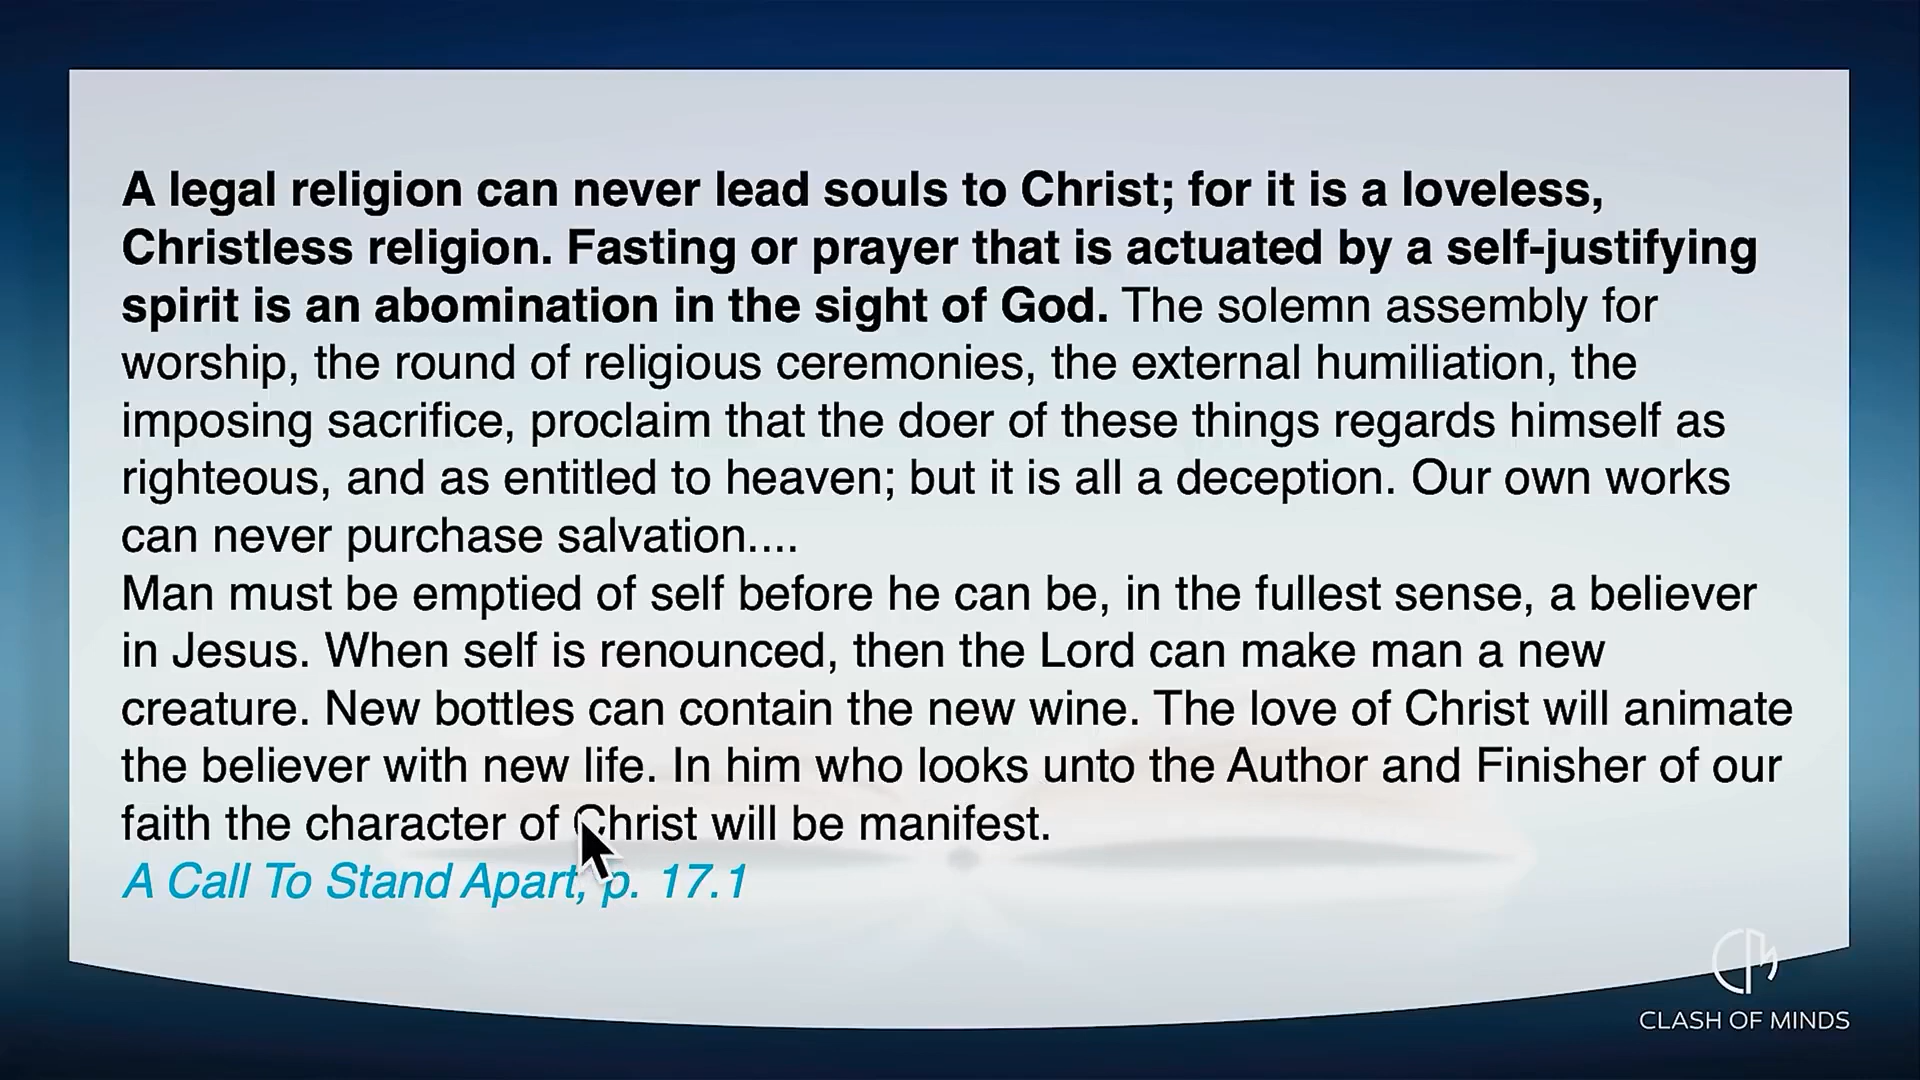 A legal religion can never lead souls to Christ; for it is a loveless,
Christless religion. Fasting or prayer that is actuated by a self-justifying
spirit is an abomination in the sight of God. The solemn assembly for
worship, the round of religious ceremonies, the external humiliation, the
imposing sacrifice, proclaim that the doer of these things regards himself as
righteous, and as entitled to heaven; but it is all a deception. Our own works
can never purchase salvation....
Man must be emptied of self before he can be, in the fullest sense, a believer
in Jesus. When self is renounced, then the Lord can make man a new
creature. New bottles can contain the new wine. The love of Christ will animate
the believer with new life. In him who looks unto the Author and Finisher of our
faith the character of Christ will be manifest.
A Call To Stand Apart, p. 17.1
CLASH OF MINDS